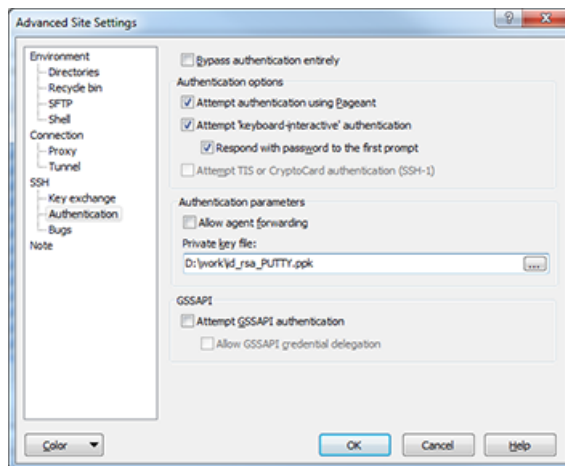 Advanced Site Settings
Environment
Directories
Recycle bin
SFTP
Shell
Connection
Proxy
Tunnel
SSH
Key exchange
Authentication
Bugs
Note
Bypass authentication entirely
Authentication options
Attempt authentication using Pageant
Attempt 'keyboard-interactive' authentication
Respond with password to the first prompt
Attempt TIS or CryptoCard authentication (SSH-1)
Authentication parameters
Allow agent forwarding
Private key file:
D:\work\id_rsa_PUTTY.ppk
...
GSSAPI
Attempt GSSAPI authentication
Allow GSSAPI credential delegation
Color
OK
Cancel
Help